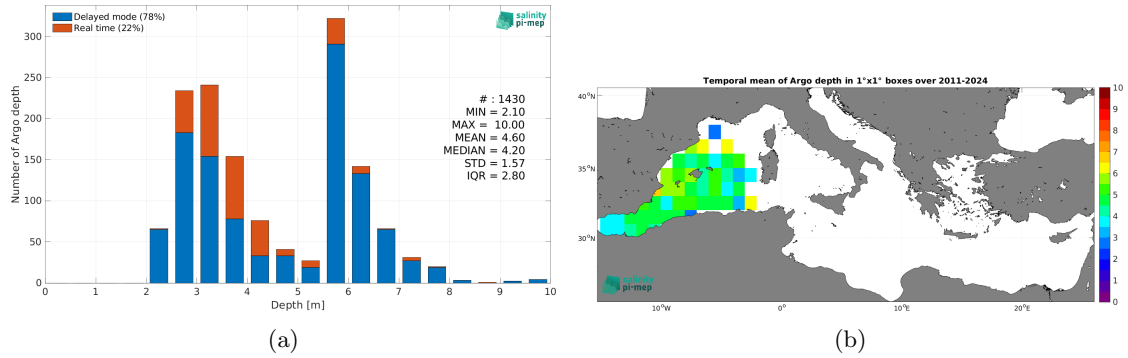 Delayed mode (78%)
Real time (22%)
salinity
pi-mep
Number of Argo depth
300
250
200
150
100
50
0
# : 1430
MIN = 2.10
MAX = 10.00
MEAN = 4.60
MEDIAN = 4.20
STD = 1.57
IQR = 2.80
0 1 2 3 4 5 6 7 8 9 10
Depth [m]
(a)
Temporal mean of Argo depth in 1°x1° boxes over 2011-2024
40°N
35°N
30°N
10°W 0° 10°E 20°E
salinity
pi-mep
10
9
8
7
6
5
4
3
2
1
0
(b)